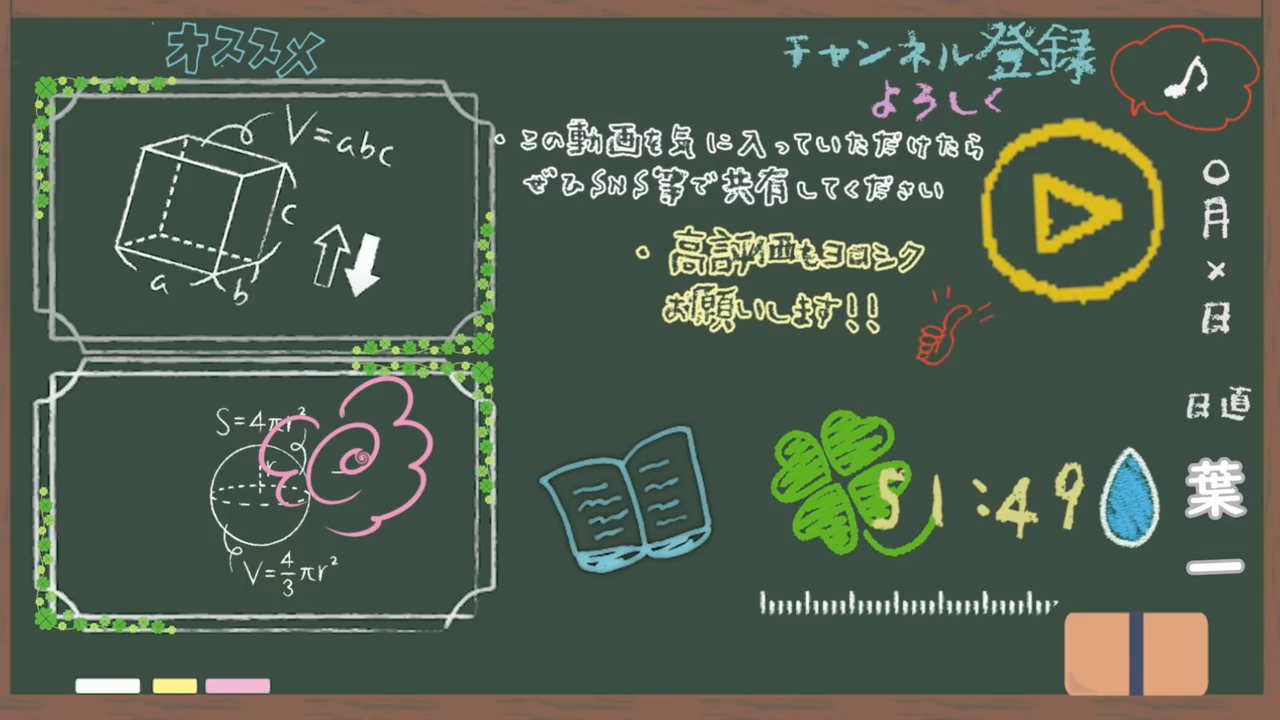 オススメ
V=abc
c
a
b
S=4πr²
r
V=4/3πr²
チャンネル登録
よろしく
・この動画を気に入っていただけたら
ぜひSNS等で共有してください
・高評価もヨロシク
お願いします!!
51:49
〇月×日
日直
葉一